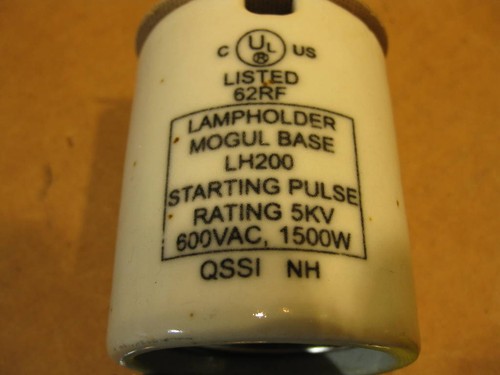 C UL ® US
LISTED
62RF
LAMPHOLDER
MOGUL BASE
LH200
STARTING PULSE
RATING 5KV
600VAC, 1500W
QSSI NH